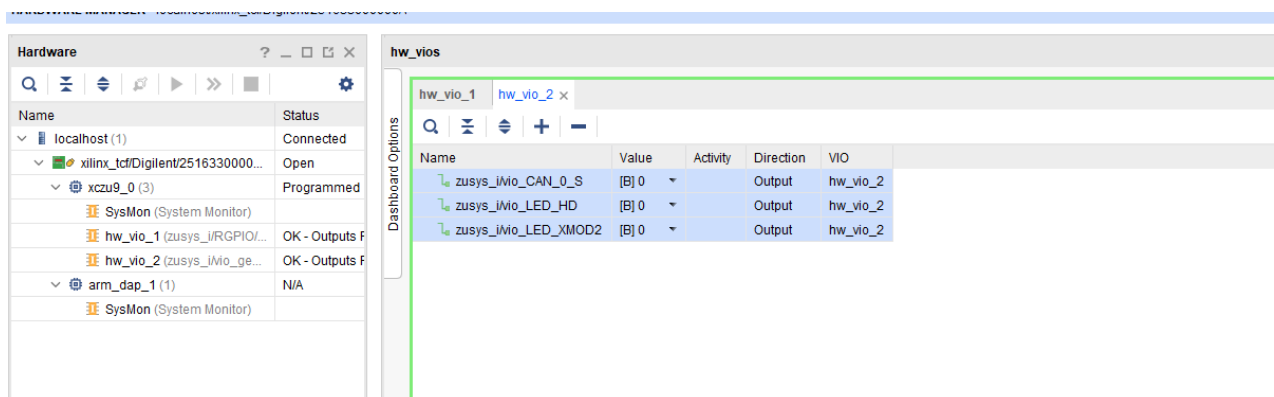 Hardware
Name Status
localhost (1) Connected
xilinx_tcf/Digilent/2516330000... Open
xczu9_0 (3) Programmed
SysMon (System Monitor)
hw_vio_1 (zusys_i/RGPIO/... OK - Outputs
hw_vio_2 (zusys_i/vio_ge... OK - Outputs
arm_dap_1 (1) N/A
SysMon (System Monitor)
hw_vios
Dashboard Options
hw_vio_1 hw_vio_2
Name Value Activity Direction VIO
zusys_i/vio_CAN_0_S [B] 0 Output hw_vio_2
zusys_i/vio_LED_HD [B] 0 Output hw_vio_2
zusys_i/vio_LED_XMOD2 [B] 0 Output hw_vio_2